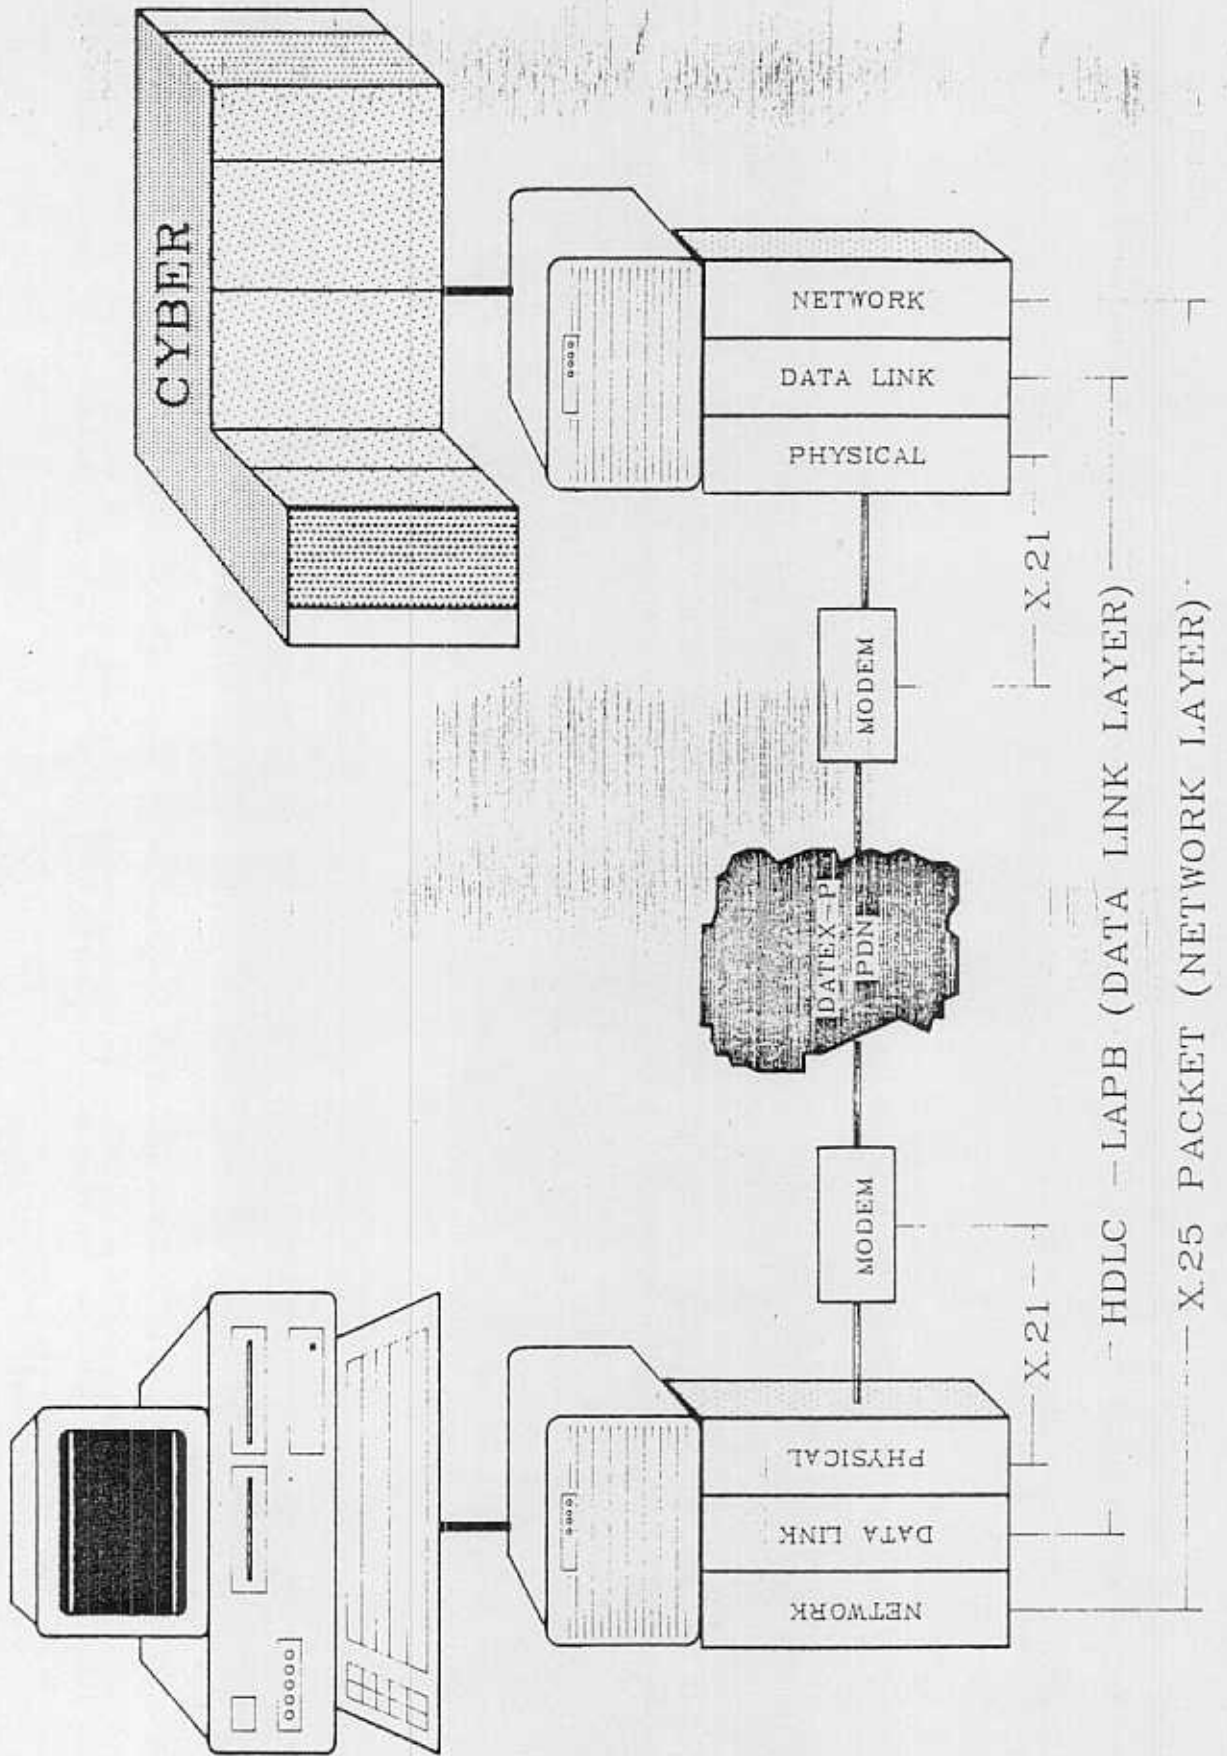 CYBER
NETWORK
DATA LINK
PHYSICAL
MODEM
DATEX-P
PDN
MODEM
PHYSICAL
DATA LINK
NETWORK
X.21
X.21
HDLC - LAPB (DATA LINK LAYER)
X.25 PACKET (NETWORK LAYER)